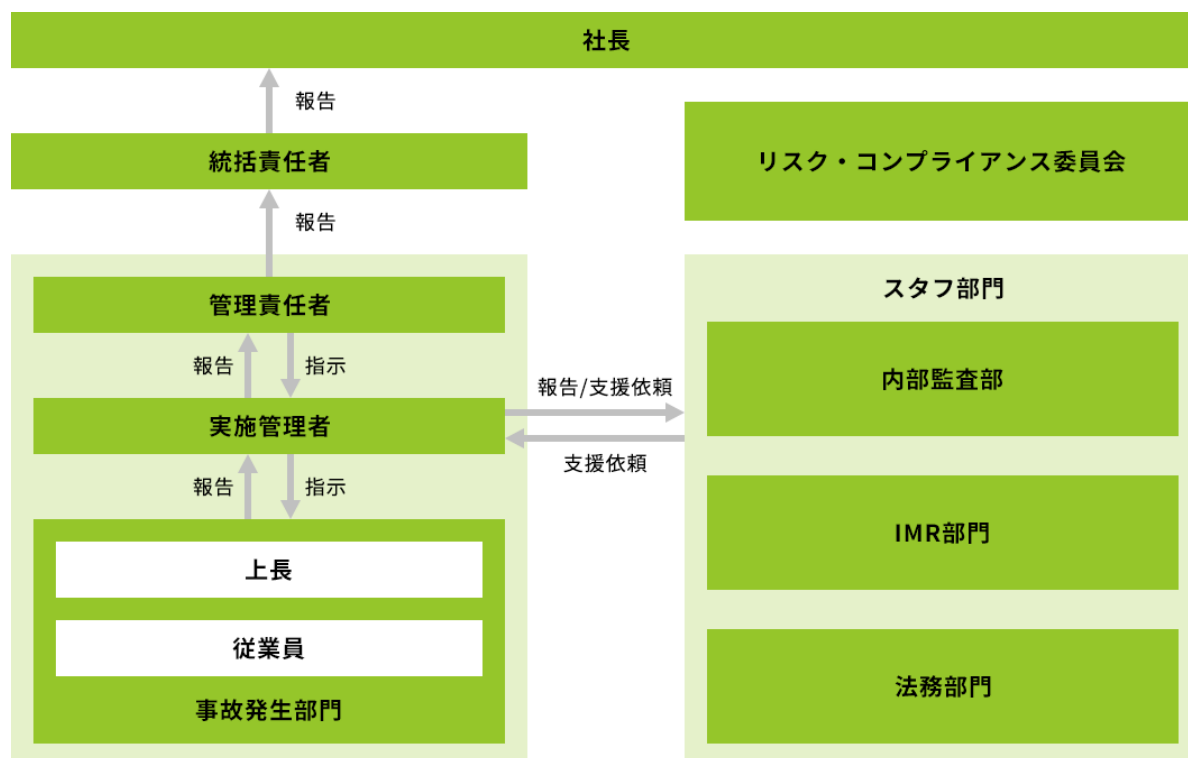 社長
報告
統括責任者
リスク・コンプライアンス委員会
報告
管理責任者
スタフ部門
報告
指示
内部監査部
報告/支援依頼
実施管理者
支援依頼
報告
指示
IMR部門
上長
従業員
法務部門
事故発生部門